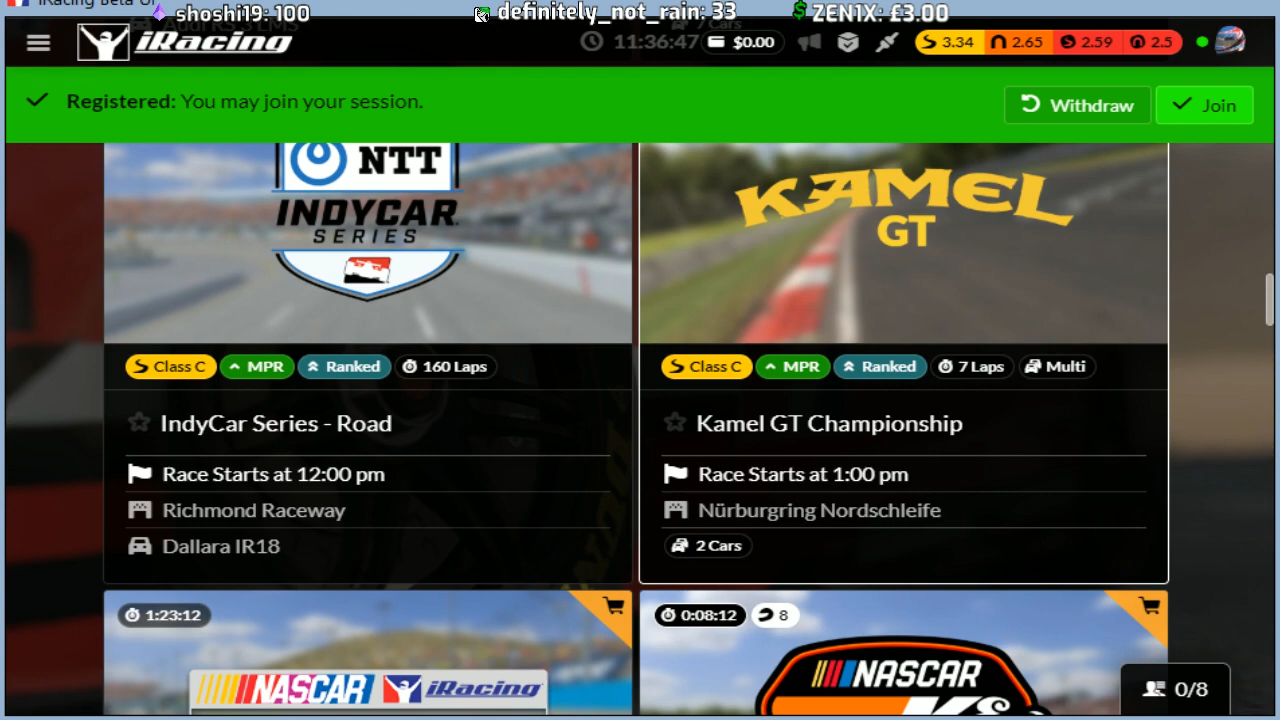 iRacing Beta UI
shoshi19: 100
definitely_not_rain: 33
ZEN1X: £3.00
iRacing
11:36:47
$0.00
3.34 2.65 2.59 2.5
Registered: You may join your session.
Withdraw
Join
NTT
INDYCAR
SERIES
KAMEL
GT
Class C MPR Ranked 160 Laps
Class C MPR Ranked 7 Laps Multi
IndyCar Series - Road
Kamel GT Championship
Race Starts at 12:00 pm
Race Starts at 1:00 pm
Richmond Raceway
Nürburgring Nordschleife
Dallara IR18
2 Cars
1:23:12
0:08:12 8
NASCAR iRacing
NASCAR
0/8